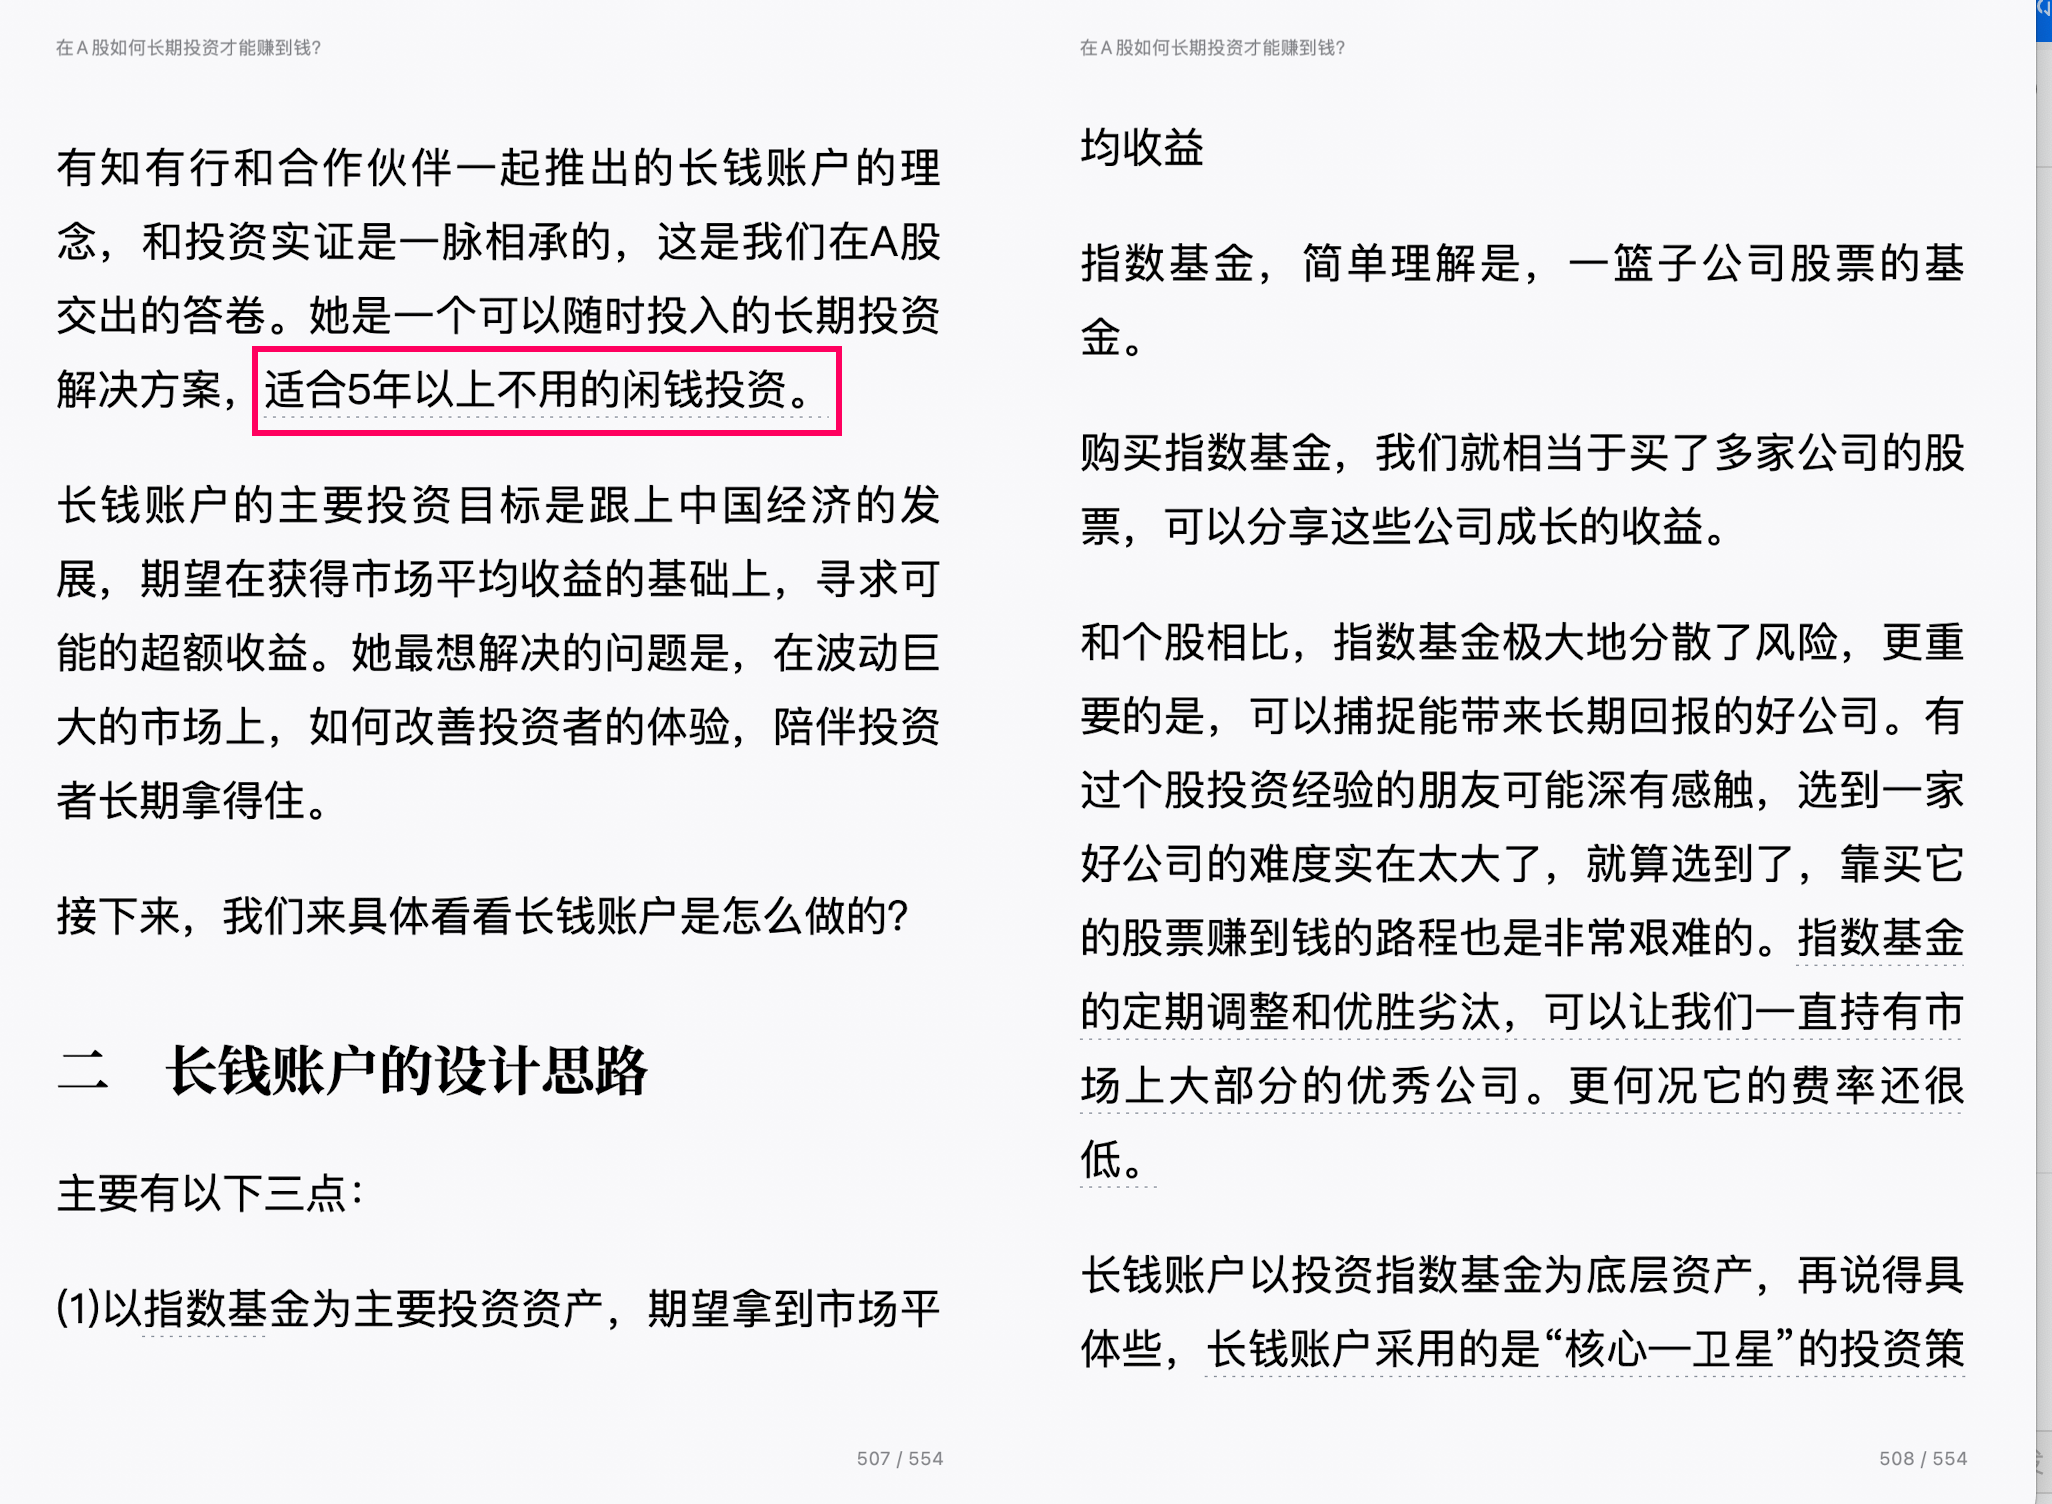 在A股如何长期投资才能赚到钱?
有知有行和合作伙伴一起推出的长钱账户的理
念，和投资实证是一脉相承的，这是我们在A股
交出的答卷。她是一个可以随时投入的长期投资
解决方案，适合5年以上不用的闲钱投资。
长钱账户的主要投资目标是跟上中国经济的发
展，期望在获得市场平均收益的基础上，寻求可
能的超额收益。她最想解决的问题是，在波动巨
大的市场上，如何改善投资者的体验，陪伴投资
者长期拿得住。
接下来，我们来具体看看长钱账户是怎么做的?
二 长钱账户的设计思路
主要有以下三点：
(1)以指数基金为主要投资资产，期望拿到市场平
507 / 554
在A股如何长期投资才能赚到钱?
均收益
指数基金，简单理解是，一篮子公司股票的基
金。
购买指数基金，我们就相当于买了多家公司的股
票，可以分享这些公司成长的收益。
和个股相比，指数基金极大地分散了风险，更重
要的是，可以捕捉能带来长期回报的好公司。有
过个股投资经验的朋友可能深有感触，选到一家
好公司的难度实在太大了，就算选到了，靠买它
的股票赚到钱的路程也是非常艰难的。指数基金
的定期调整和优胜劣汰，可以让我们一直持有市
场上大部分的优秀公司。更何况它的费率还很
低。
长钱账户以投资指数基金为底层资产，再说得具
体些，长钱账户采用的是“核心—卫星”的投资策
508 / 554